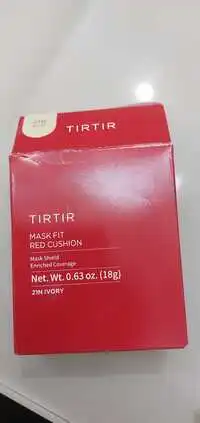 TIRTIR
TIRTIR
MASK FIT
RED CUSHION
Mask Shield
Enriched Coverage
Net. Wt. 0.63 oz. (18g)
21N IVORY